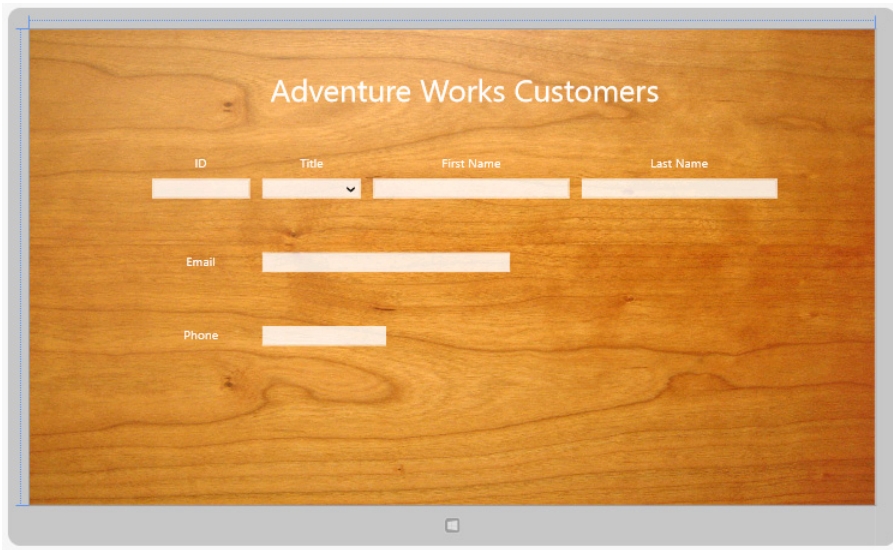 Adventure Works Customers
ID Title First Name Last Name
Email
Phone